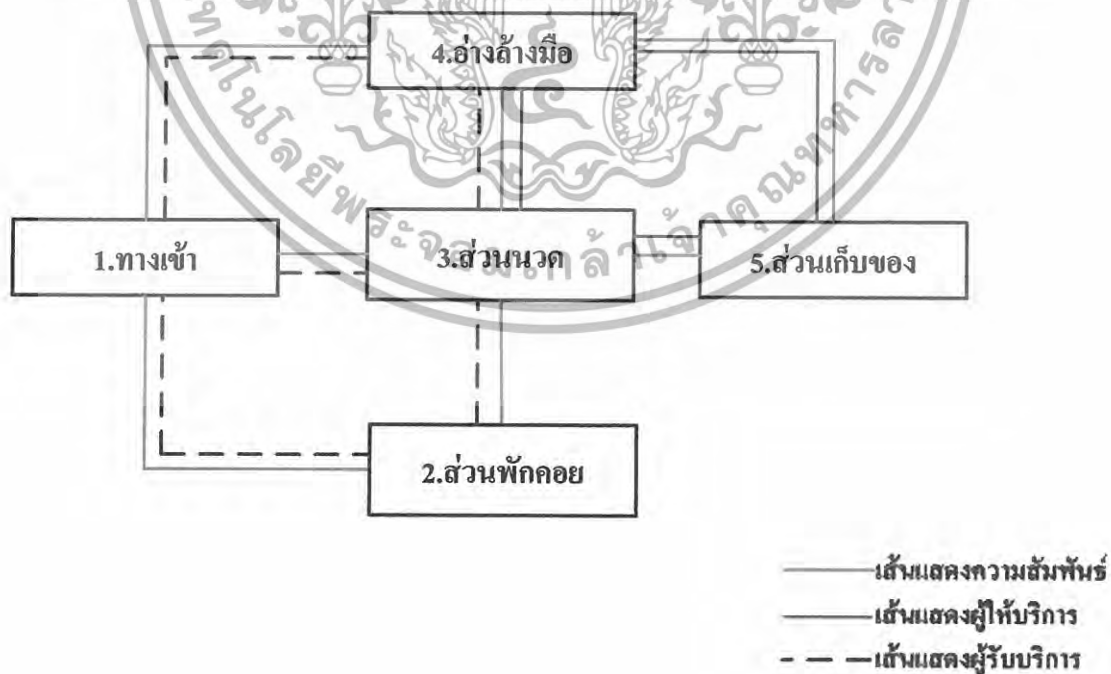 4.อ่างล้างมือ
1.ทางเข้า
3.ส่วนนวด
5.ส่วนเก็บของ
2.ส่วนพักคอย
เส้นแสดงความสัมพันธ์
เส้นแสดงผู้ให้บริการ
เส้นแสดงผู้รับบริการ